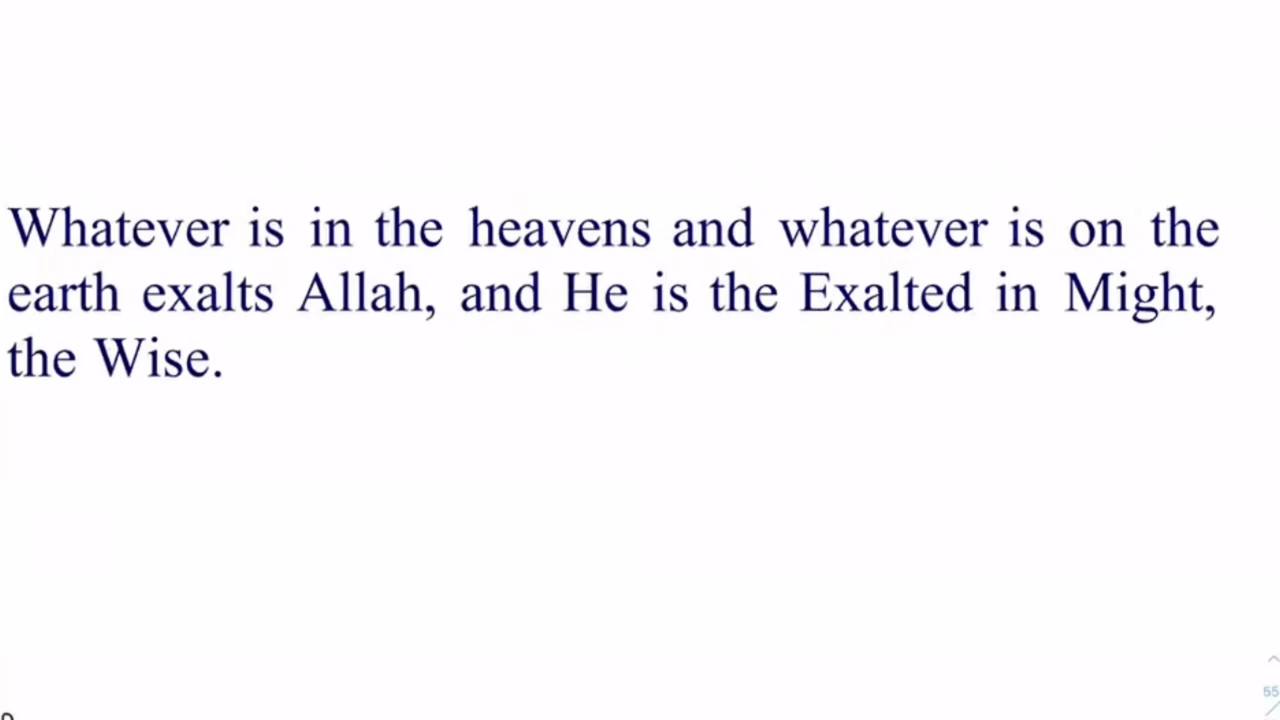 Whatever is in the heavens and whatever is on the
earth exalts Allah, and He is the Exalted in Might,
the Wise.
55